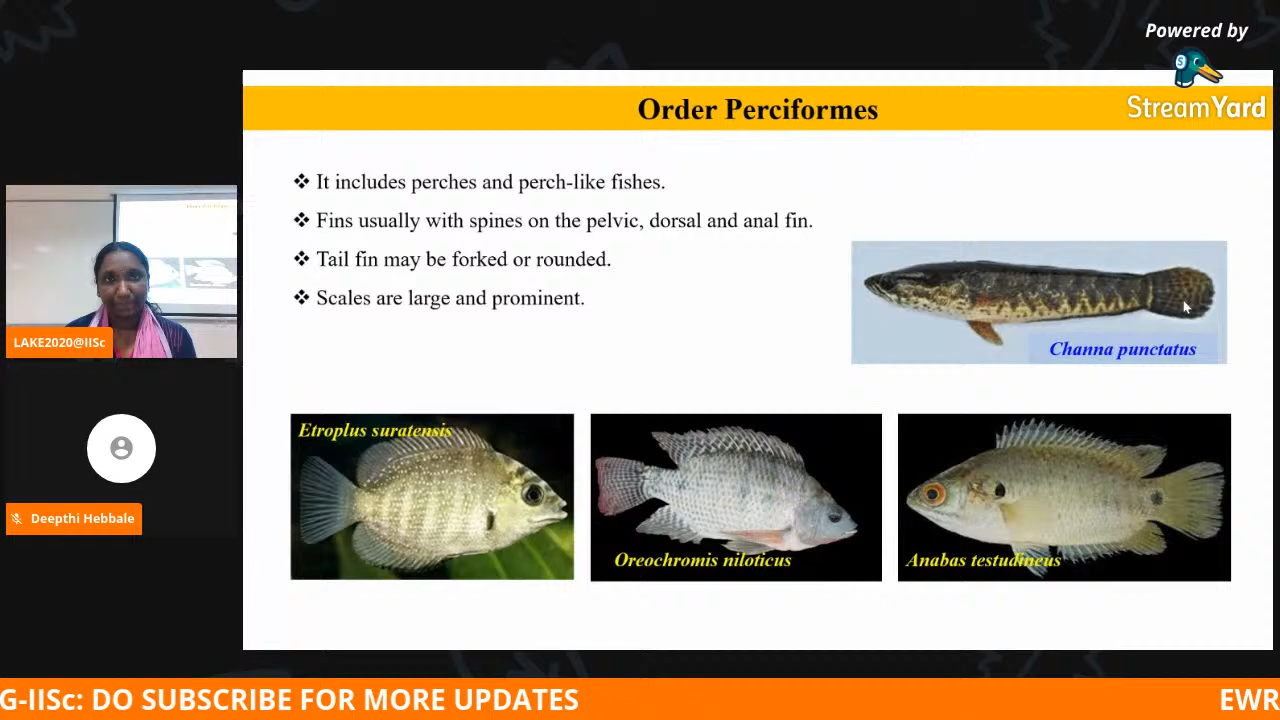 Powered by
StreamYard
Order Perciformes
❖ It includes perches and perch-like fishes.
❖ Fins usually with spines on the pelvic, dorsal and anal fin.
❖ Tail fin may be forked or rounded.
❖ Scales are large and prominent.
Channa punctatus
Etroplus suratensis
Oreochromis niloticus
Anabas testudineus
LAKE2020@IISc
Deepthi Hebbale
G-IISc: DO SUBSCRIBE FOR MORE UPDATES
EWR